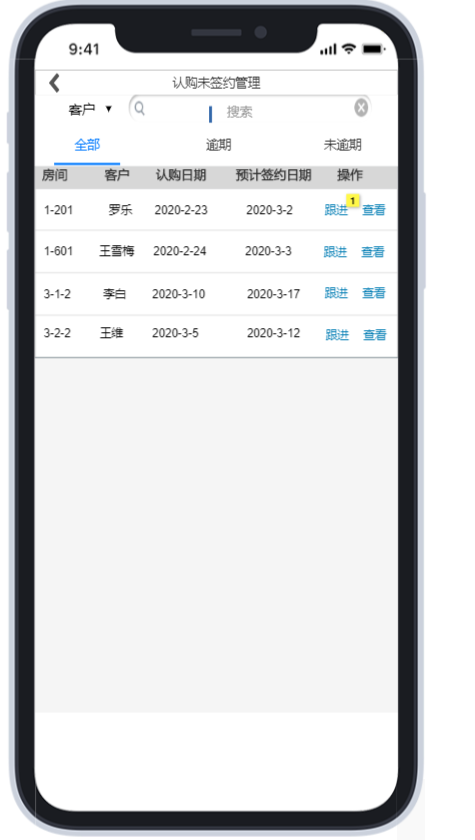 9:41
认购未签约管理
客户 ▼ 搜索
全部 逾期 未逾期
房间 客户 认购日期 预计签约日期 操作
1-201 罗乐 2020-2-23 2020-3-2 跟进 1 查看
1-601 王雪梅 2020-2-24 2020-3-3 跟进 查看
3-1-2 李白 2020-3-10 2020-3-17 跟进 查看
3-2-2 王维 2020-3-5 2020-3-12 跟进 查看